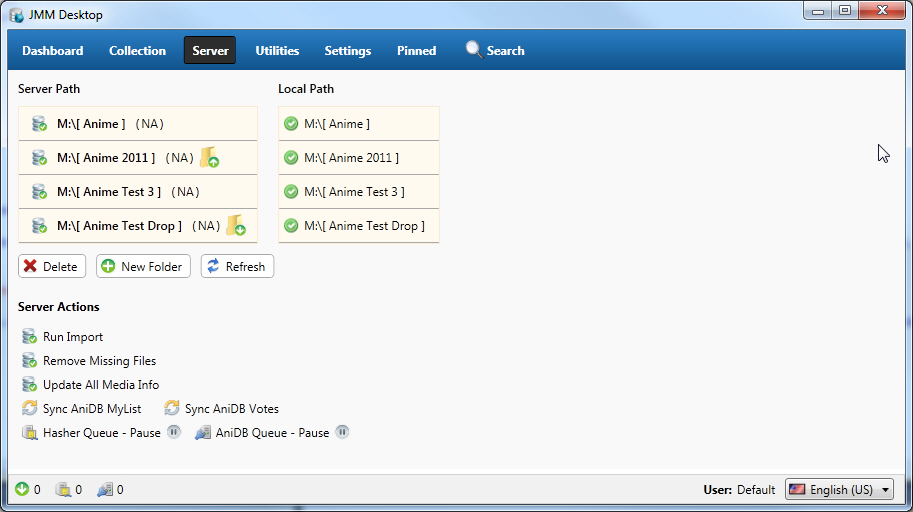 JMM Desktop
Dashboard Collection Server Utilities Settings Pinned Search
Server Path Local Path
M:\[ Anime ] (NA) M:\[ Anime ]
M:\[ Anime 2011 ] (NA) M:\[ Anime 2011 ]
M:\[ Anime Test 3 ] (NA) M:\[ Anime Test 3 ]
M:\[ Anime Test Drop ] (NA) M:\[ Anime Test Drop ]
Delete New Folder Refresh
Server Actions
Run Import
Remove Missing Files
Update All Media Info
Sync AniDB MyList Sync AniDB Votes
Hasher Queue - Pause AniDB Queue - Pause
0 0 0 User: Default English (US)